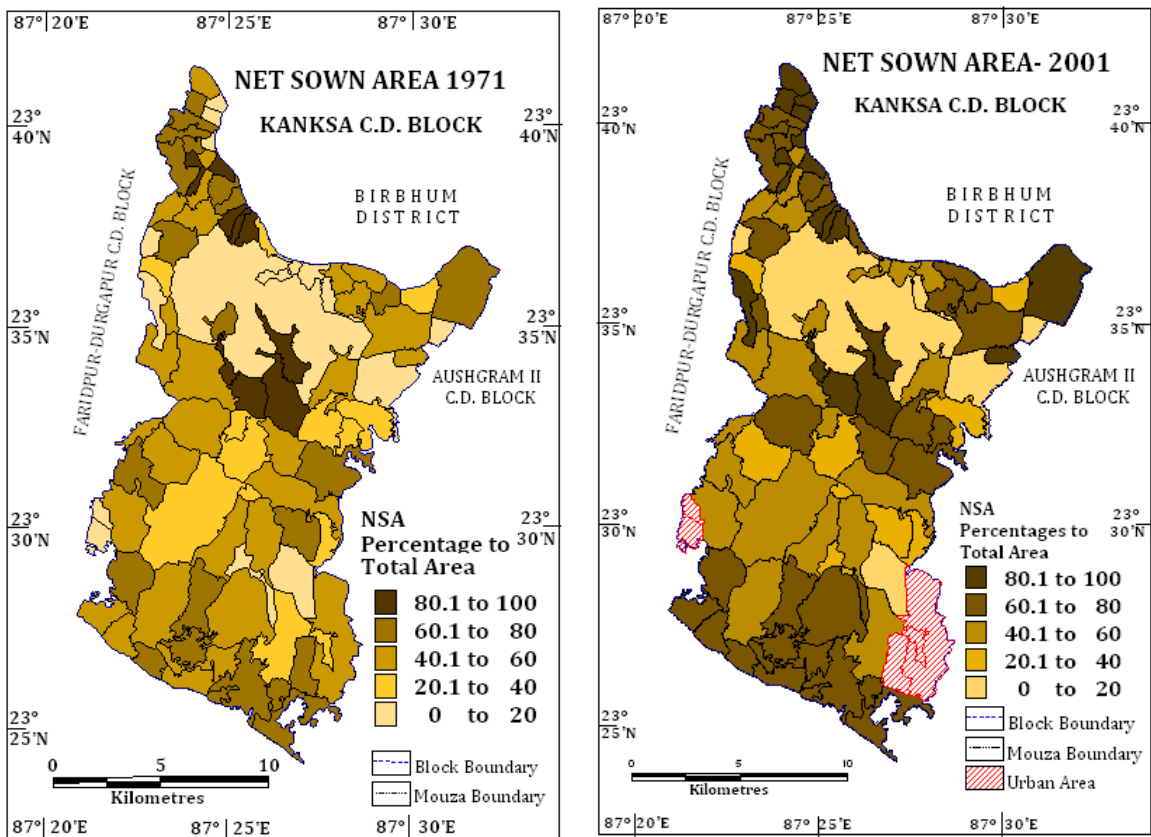 87° 20'E 87° 25'E 87° 30'E
NET SOWN AREA 1971
KANKSA C.D. BLOCK
23°
40'N
BIRBHUM
DISTRICT
FARIDPUR-DURGAPUR C.D. BLOCK
23°
35'N
23°
35'N
AUSHGRAM II
C.D. BLOCK
23°
30'N
23°
30'N
NSA
Percentage to
Total Area
80.1 to 100
60.1 to 80
40.1 to 60
20.1 to 40
0 to 20
23°
25'N
Block Boundary
Mouza Boundary
0 5 10
Kilometres
87° 20'E 87° 25'E 87° 30'E
87° 20'E 87° 25'E 87° 30'E
NET SOWN AREA- 2001
KANKSA C.D. BLOCK
23°
40'N
BIRBHUM
DISTRICT
FARIDPUR-DURGAPUR C.D. BLOCK
23°
35'N
23°
35'N
AUSHGRAM II
C.D. BLOCK
23°
30'N
23°
30'N
NSA
Percentages to
Total Area
80.1 to 100
60.1 to 80
40.1 to 60
20.1 to 40
0 to 20
23°
25'N
Block Boundary
Mouza Boundary
Urban Area
0 5 10
Kilometres
87° 20'E 87° 25'E 87° 30'E